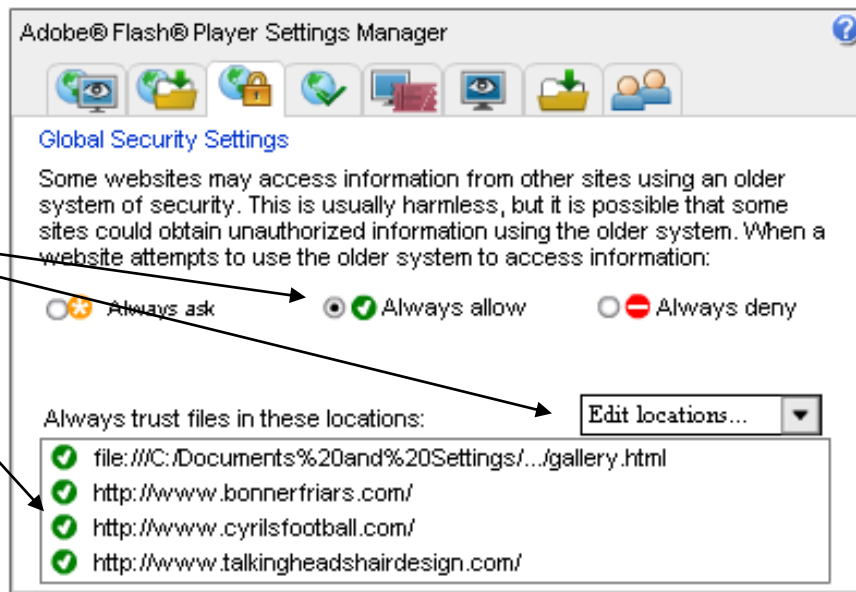 Adobe® Flash® Player Settings Manager
?
Global Security Settings
Some websites may access information from other sites using an older
system of security. This is usually harmless, but it is possible that some
sites could obtain unauthorized information using the older system. When a
website attempts to use the older system to access information:
Always ask Always allow Always deny
Always trust files in these locations: Edit locations...
file:///C:/Documents%20and%20Settings/.../gallery.html
http://www.bonnerfriars.com/
http://www.cyrilsfootball.com/
http://www.talkingheadshairdesign.com/